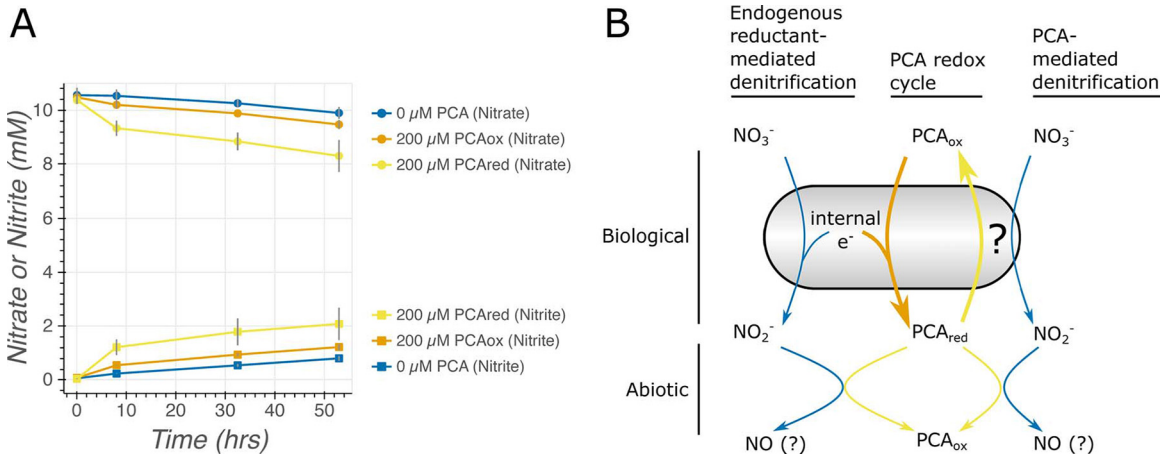 A
Nitrate or Nitrite (mM)
10
8
6
4
2
0
0
10
20
30
40
50
Time (hrs)
0 µM PCA (Nitrate)
200 µM PCAox (Nitrate)
200 µM PCAred (Nitrate)
200 µM PCAred (Nitrite)
200 µM PCAox (Nitrite)
0 µM PCA (Nitrite)
B
Endogenous
reductant-
mediated
denitrification
PCA redox
cycle
PCA-
mediated
denitrification
NO₃⁻
PCAₒₓ
NO₃⁻
Biological
internal
e⁻
?
NO₂⁻
PCAred
NO₂⁻
Abiotic
NO (?)
PCAₒₓ
NO (?)